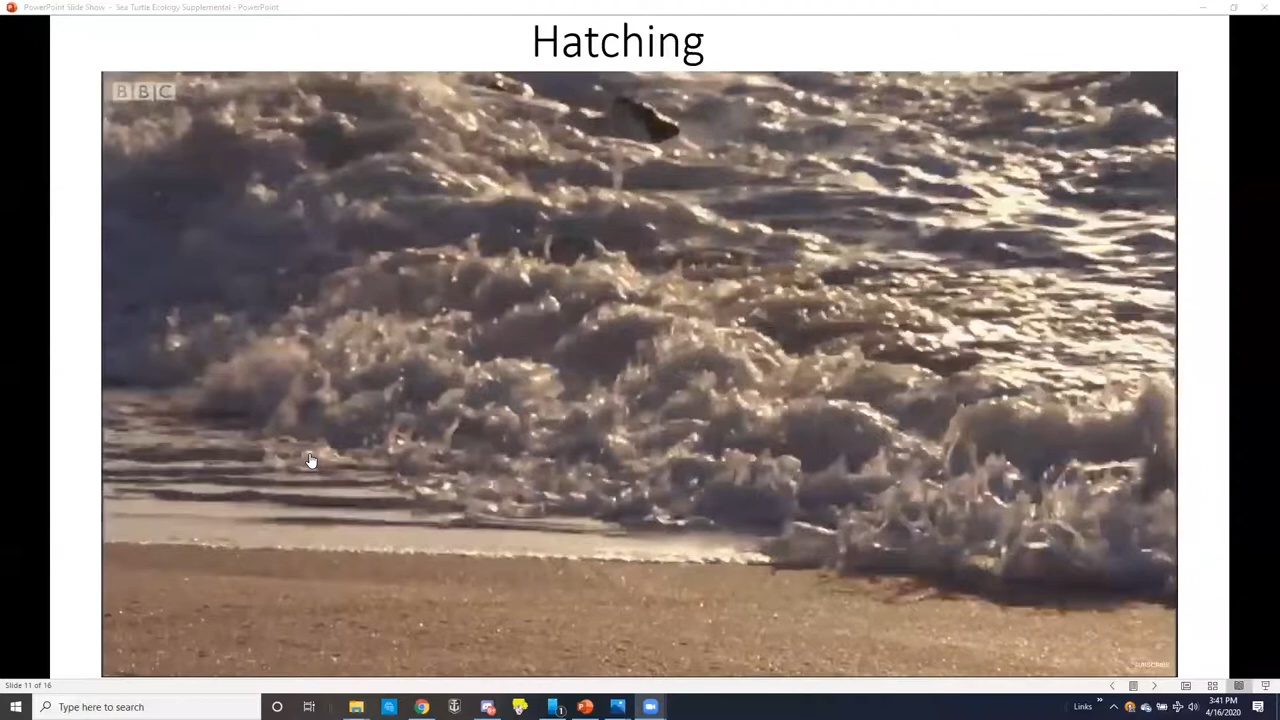 PowerPoint Slide Show - Sea Turtle Ecology Supplemental - PowerPoint
Hatching
BBC
SUBSCRIBE
Slide 11 of 16
Type here to search
Links
3:41 PM
4/16/2020